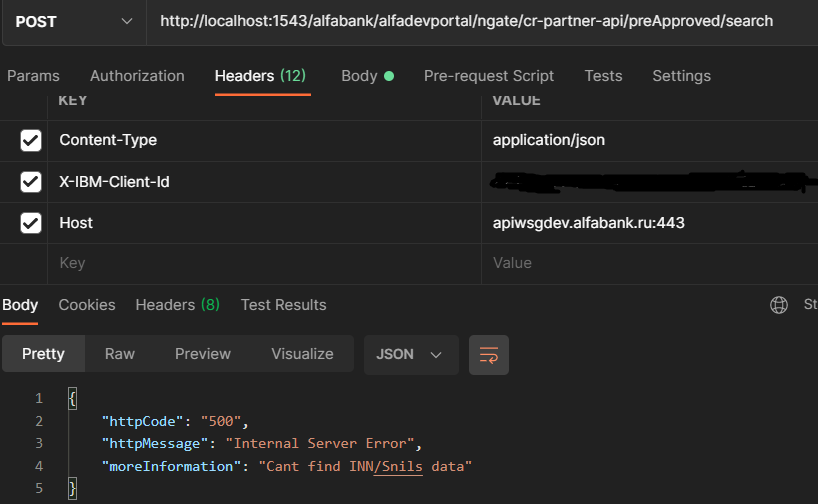 POST http://localhost:1543/alfabank/alfadevportal/ngate/cr-partner-api/preApproved/search
Params Authorization Headers (12) Body Pre-request Script Tests Settings
KEY VALUE
Content-Type application/json
X-IBM-Client-Id
Host apiwsgdev.alfabank.ru:443
Key Value
Body Cookies Headers (8) Test Results St
Pretty Raw Preview Visualize JSON
1 {
2 "httpCode": "500",
3 "httpMessage": "Internal Server Error",
4 "moreInformation": "Cant find INN/Snils data"
5 }